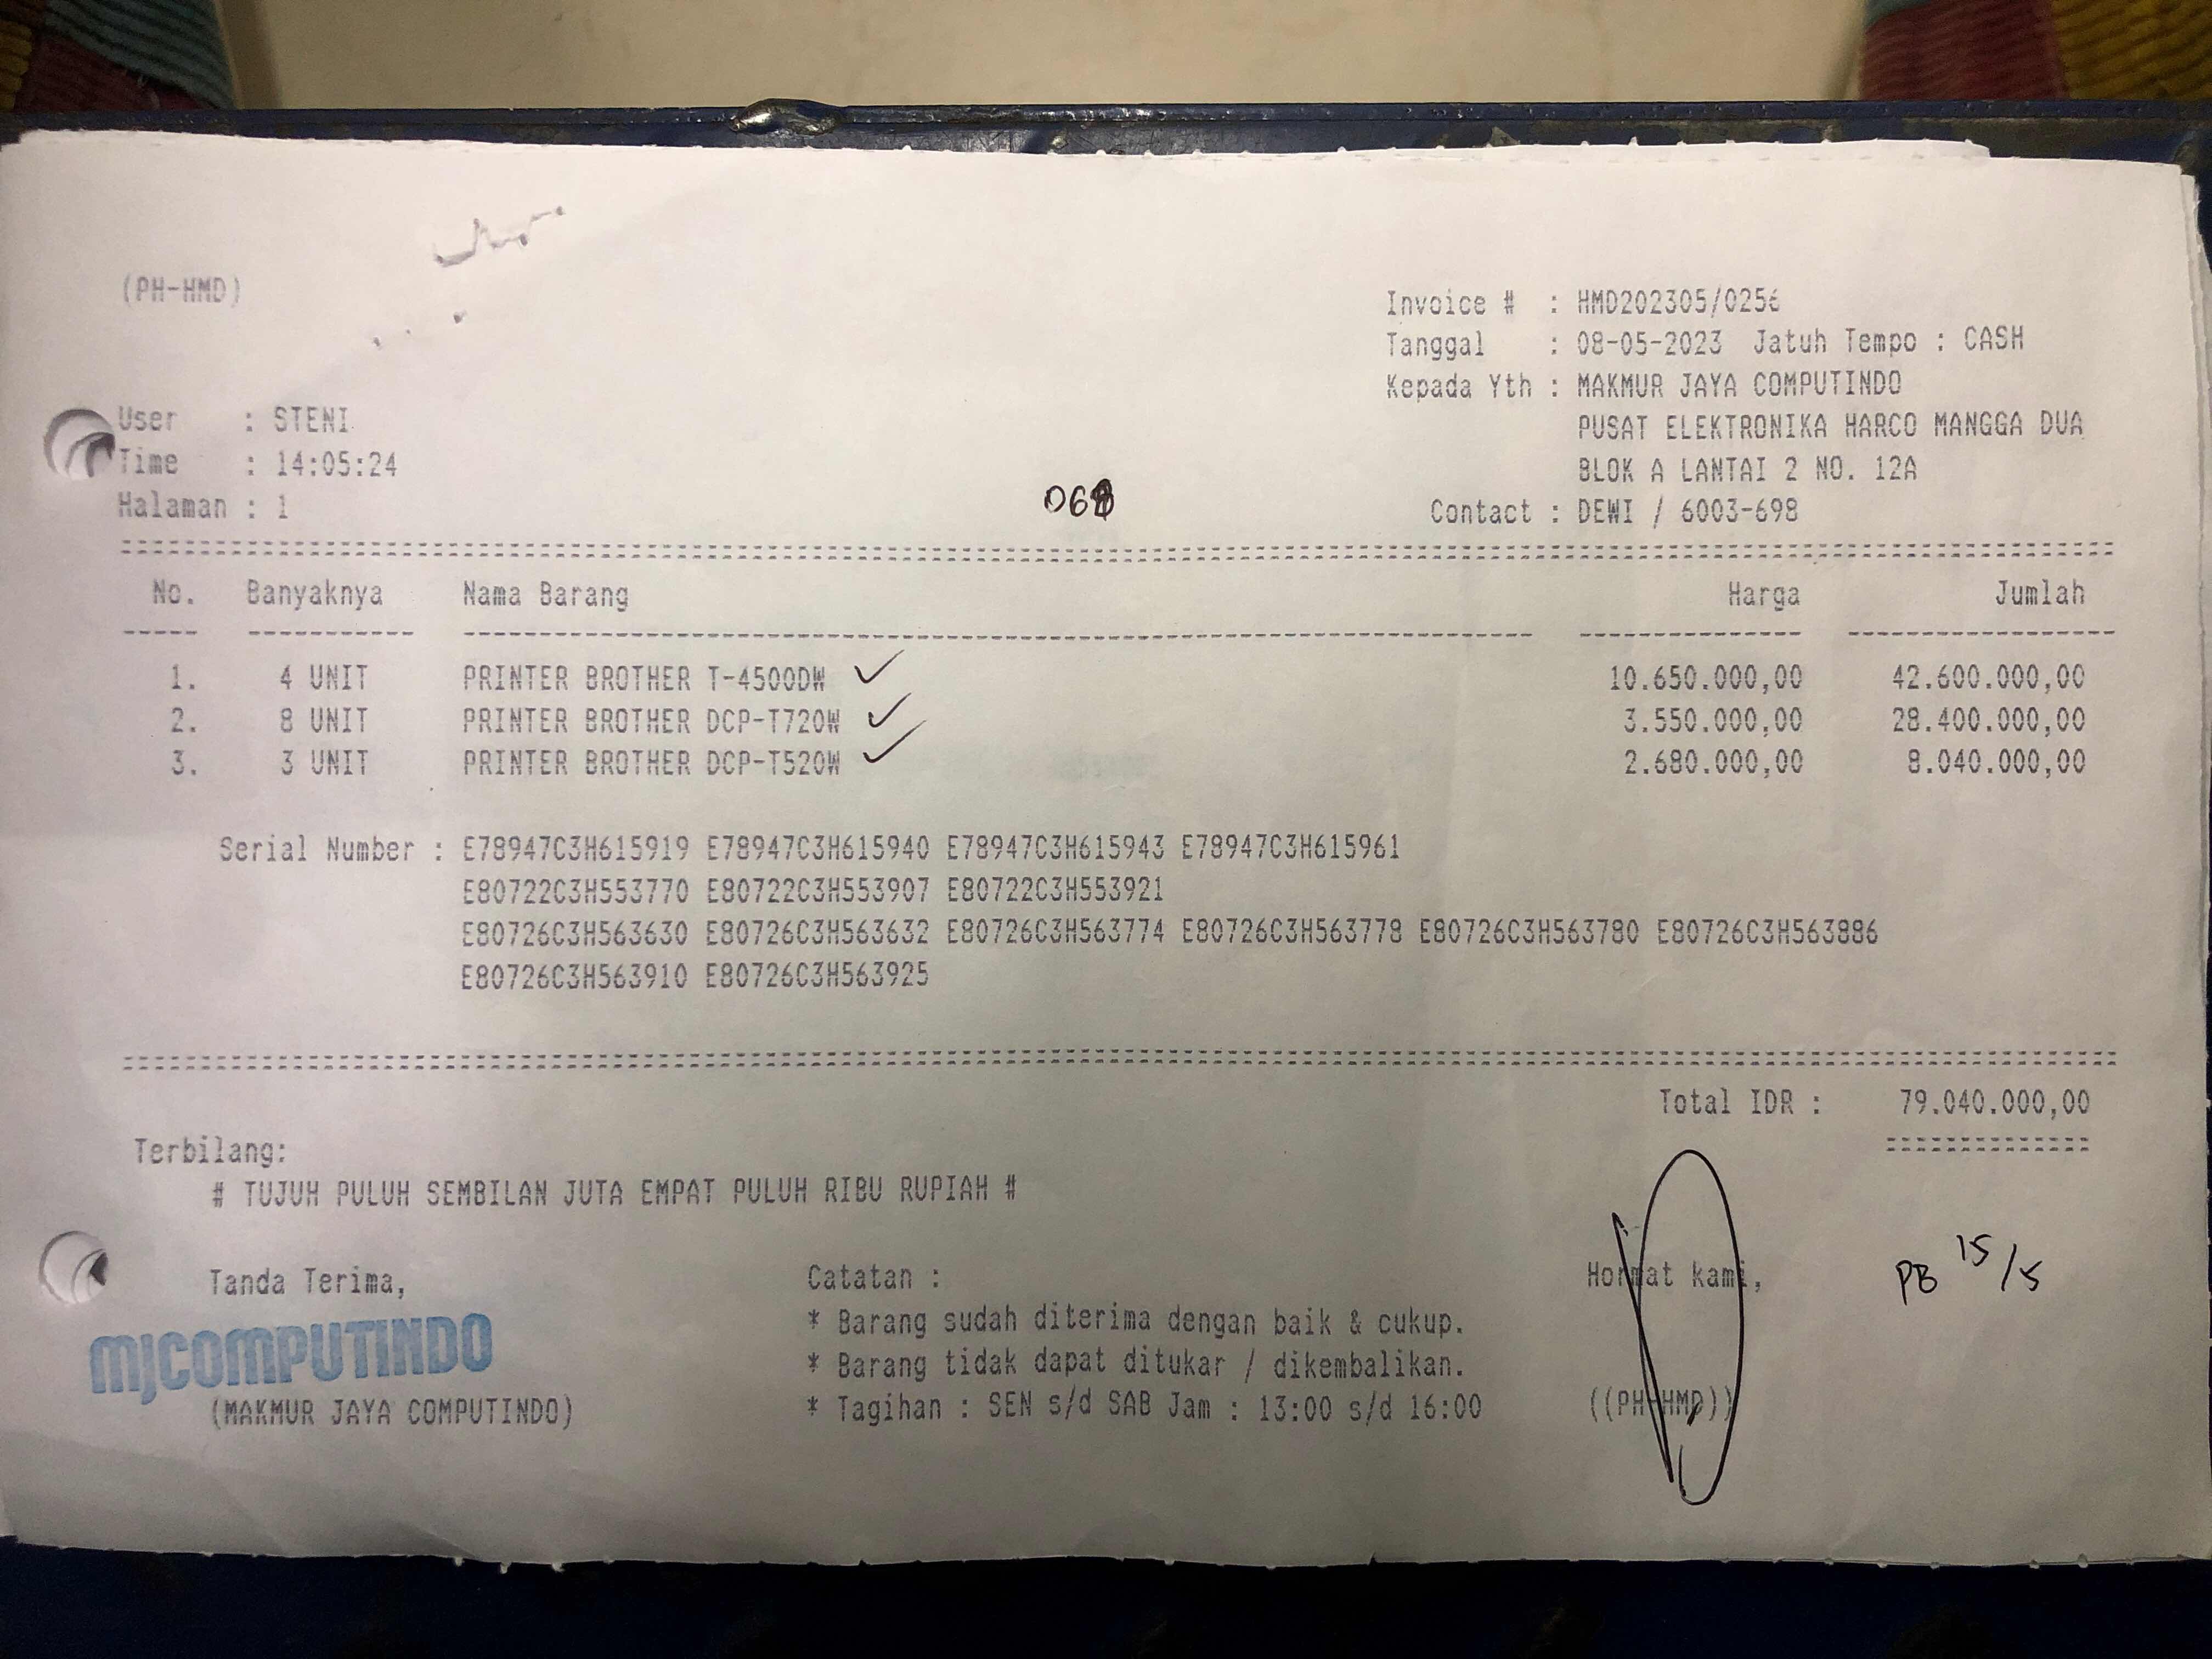 (PH-HMD)
Invoice # : HMD202305/0256
Tanggal : 08-05-2023 Jatuh Tempo : CASH
Kepada Yth : MAKMUR JAYA COMPUTINDO
User : STENI PUSAT ELEKTRONIKA HARCO MANGGA DUA
Time : 14:05:24 BLOK A LANTAI 2 NO. 12A
Halaman : 1 Contact : DEWI / 6003-698
No. Banyaknya Nama Barang Harga Jumlah
1. 4 UNIT PRINTER BROTHER T-4500DW ✓ 10.650.000,00 42.600.000,00
2. 8 UNIT PRINTER BROTHER DCP-T720W ✓ 3.550.000,00 28.400.000,00
3. 3 UNIT PRINTER BROTHER DCP-T520W ✓ 2.680.000,00 8.040.000,00
Serial Number : E78947C3H615919 E78947C3H615940 E78947C3H615943 E78947C3H615961
E80722C3H553770 E80722C3H553907 E80722C3H553921
E80726C3H563630 E80726C3H563632 E80726C3H563774 E80726C3H563778 E80726C3H563780 E80726C3H563886
E80726C3H563910 E80726C3H563925
Total IDR : 79.040.000,00
Terbilang:
# TUJUH PULUH SEMBILAN JUTA EMPAT PULUH RIBU RUPIAH #
Tanda Terima, Catatan : Hormat kami, PB 15/5
* Barang sudah diterima dengan baik & cukup.
mjcomputindo * Barang tidak dapat ditukar / dikembalikan.
(MAKMUR JAYA COMPUTINDO) * Tagihan : SEN s/d SAB Jam : 13:00 s/d 16:00 ((PH-HMD))